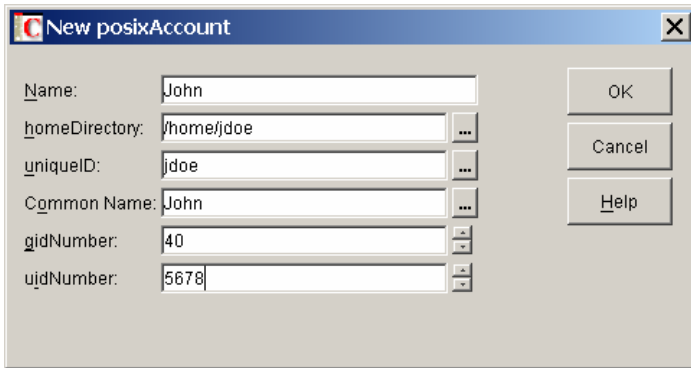 C New posixAccount
Name: John
OK
homeDirectory: /home/jdoe ...
Cancel
uniqueID: jdoe ...
Common Name: John ...
Help
gidNumber: 40
uidNumber: 5678